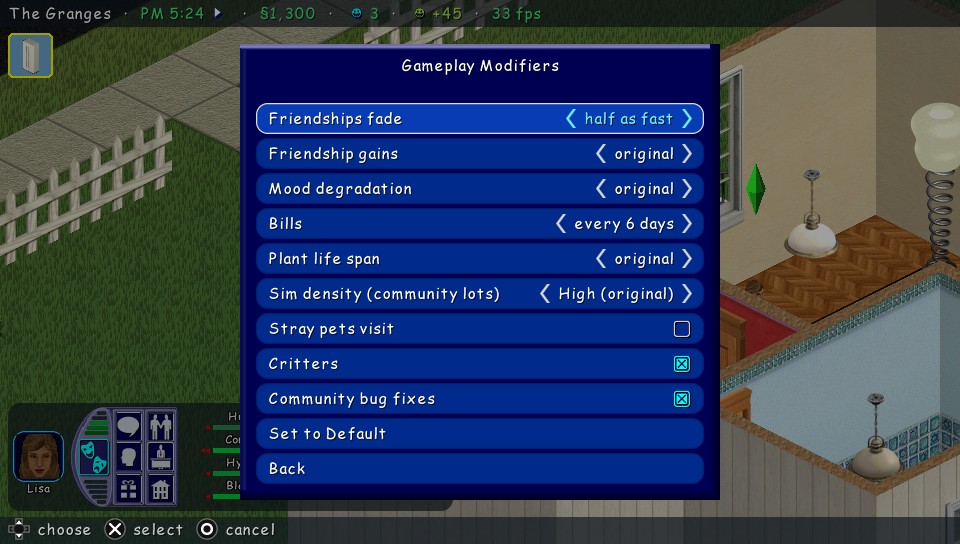 The Granges · PM 5:24 · §1,300 · 3 · +45 · 33 fps
Gameplay Modifiers
Friendships fade half as fast
Friendship gains original
Mood degradation original
Bills every 6 days
Plant life span original
Sim density (community lots) High (original)
Stray pets visit
Critters
Community bug fixes
Set to Default
Back
Lisa
choose select cancel